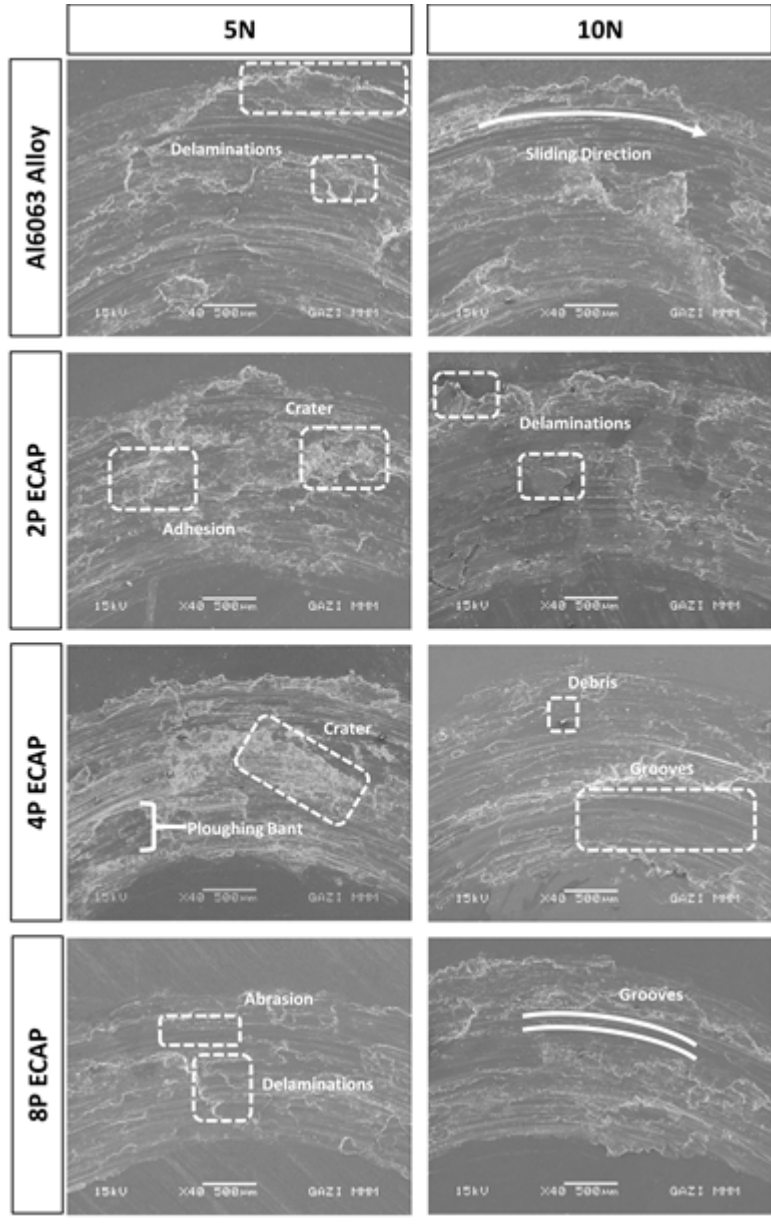 5N
10N
Al6063 Alloy
Delaminations
15kV X40 500µm GAZI MMM
Sliding Direction
15kV X40 500µm GAZI MMM
2P ECAP
Crater
Adhesion
15kV X40 500µm GAZI MMM
Delaminations
15kV X40 500µm GAZI MMM
4P ECAP
Crater
Ploughing Bant
15kV X40 500µm GAZI MMM
Debris
Grooves
15kV X40 500µm GAZI MMM
8P ECAP
Abrasion
Delaminations
15kV X40 500µm GAZI MMM
Grooves
15kV X40 500µm GAZI MMM